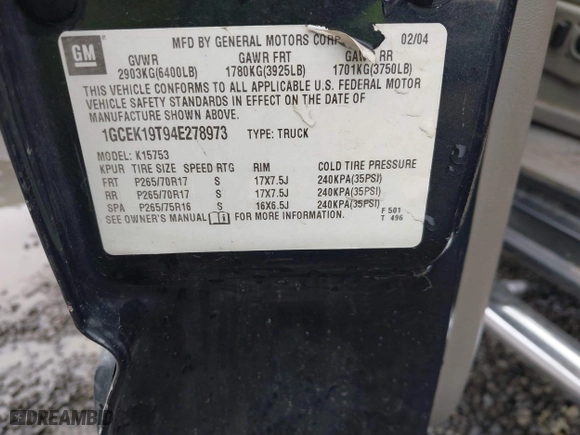 GM
MFD BY GENERAL MOTORS CORP 02/04
GVWR GAWR FRT GAW RR
2903KG(6400LB) 1780KG(3925LB) 1701KG(3750LB)
THIS VEHICLE CONFORMS TO ALL APPLICABLE U.S. FEDERAL MOTOR
VEHICLE SAFETY STANDARDS IN EFFECT ON THE DATE OF
MANUFACTURE SHOWN ABOVE.
1GCEK19T94E278973 TYPE: TRUCK
MODEL: K15753
KPUR TIRE SIZE SPEED RTG RIM COLD TIRE PRESSURE
FRT P265/70R17 S 17X7.5J 240KPA(35PSI)
RR P265/70R17 S 17X7.5J 240KPA(35PSI)
SPA P265/75R16 S 16X6.5J 240KPA(35PSI)
SEE OWNER'S MANUAL FOR MORE INFORMATION.
F 501
T 496
DREAMBID